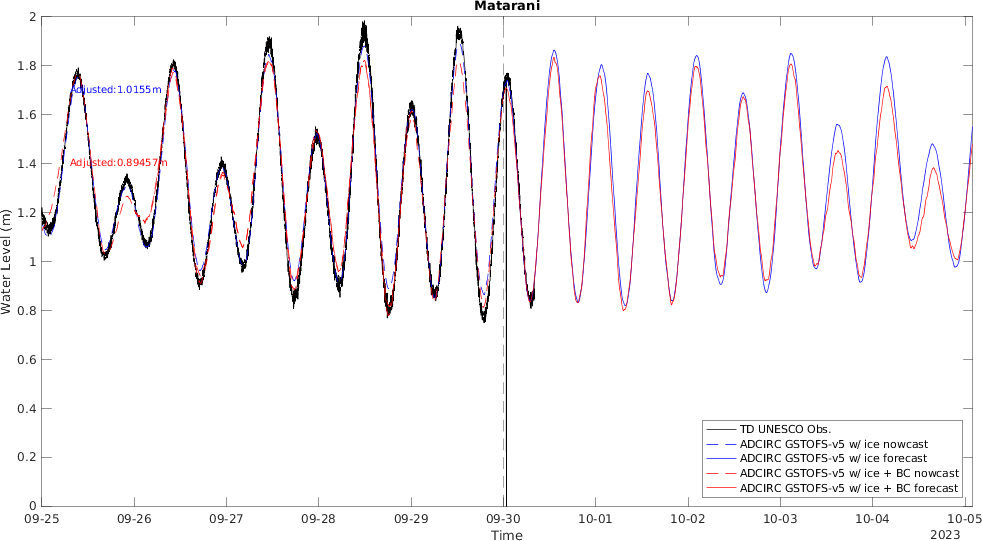 Matarani
2
1.8
1.6
1.4
1.2
1
0.8
0.6
0.4
0.2
0
Water Level (m)
Adjusted:1.0155m
Adjusted:0.89457m
TD UNESCO Obs.
ADCIRC GSTOFS-v5 w/ ice nowcast
ADCIRC GSTOFS-v5 w/ ice forecast
ADCIRC GSTOFS-v5 w/ ice + BC nowcast
ADCIRC GSTOFS-v5 w/ ice + BC forecast
09-25 09-26 09-27 09-28 09-29 09-30 10-01 10-02 10-03 10-04 10-05
Time
2023